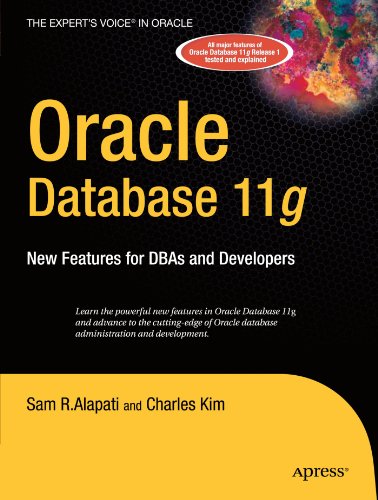 THE EXPERT'S VOICE® IN ORACLE
All major features of
Oracle Database 11g Release 1
tested and explained
Oracle
Database 11g
New Features for DBAs and Developers
Learn the powerful new features in Oracle Database 11g
and advance to the cutting-edge of Oracle database
administration and development.
Sam R.Alapati and Charles Kim
Apress®